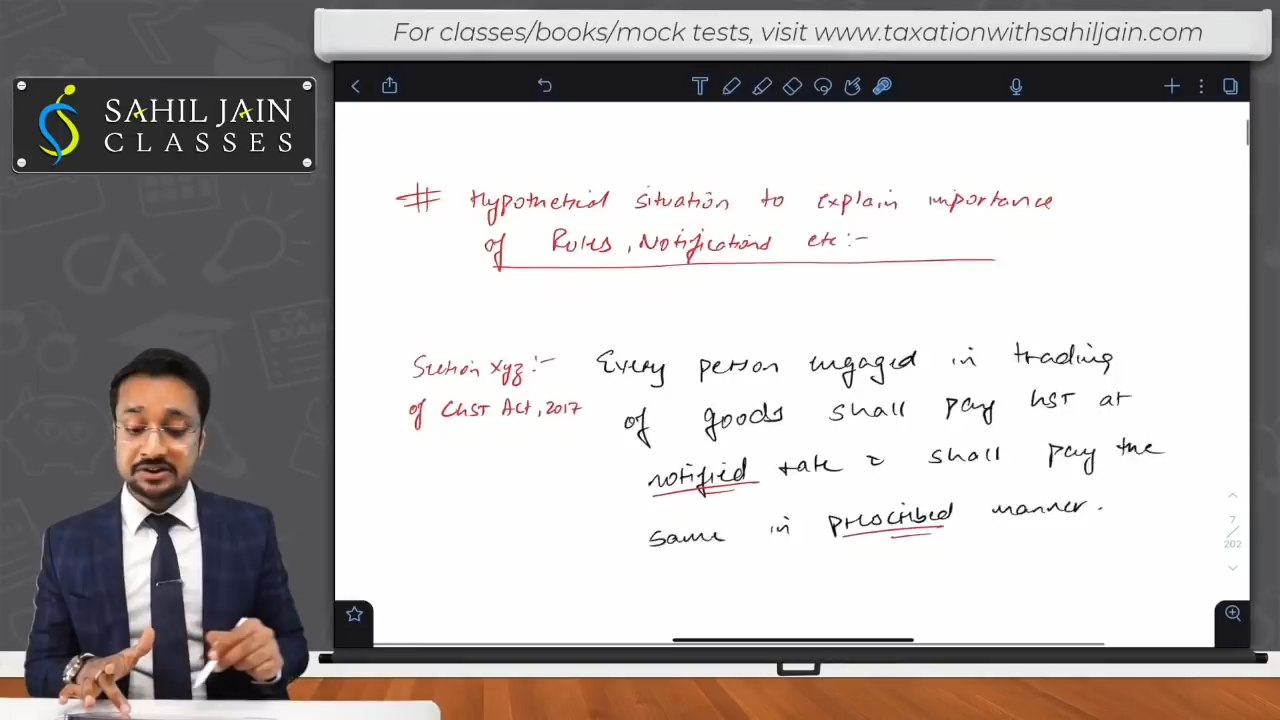 For classes/books/mock tests, visit www.taxationwithsahiljain.com
SAHIL JAIN
CLASSES
# Hypothetical situation to explain importance
of Rules, Notifications etc:-
Section xyz:- Every person engaged in trading
of CGST Act, 2017 of goods shall pay GST at
notified rate & shall pay the
same in prescribed manner.
7
202